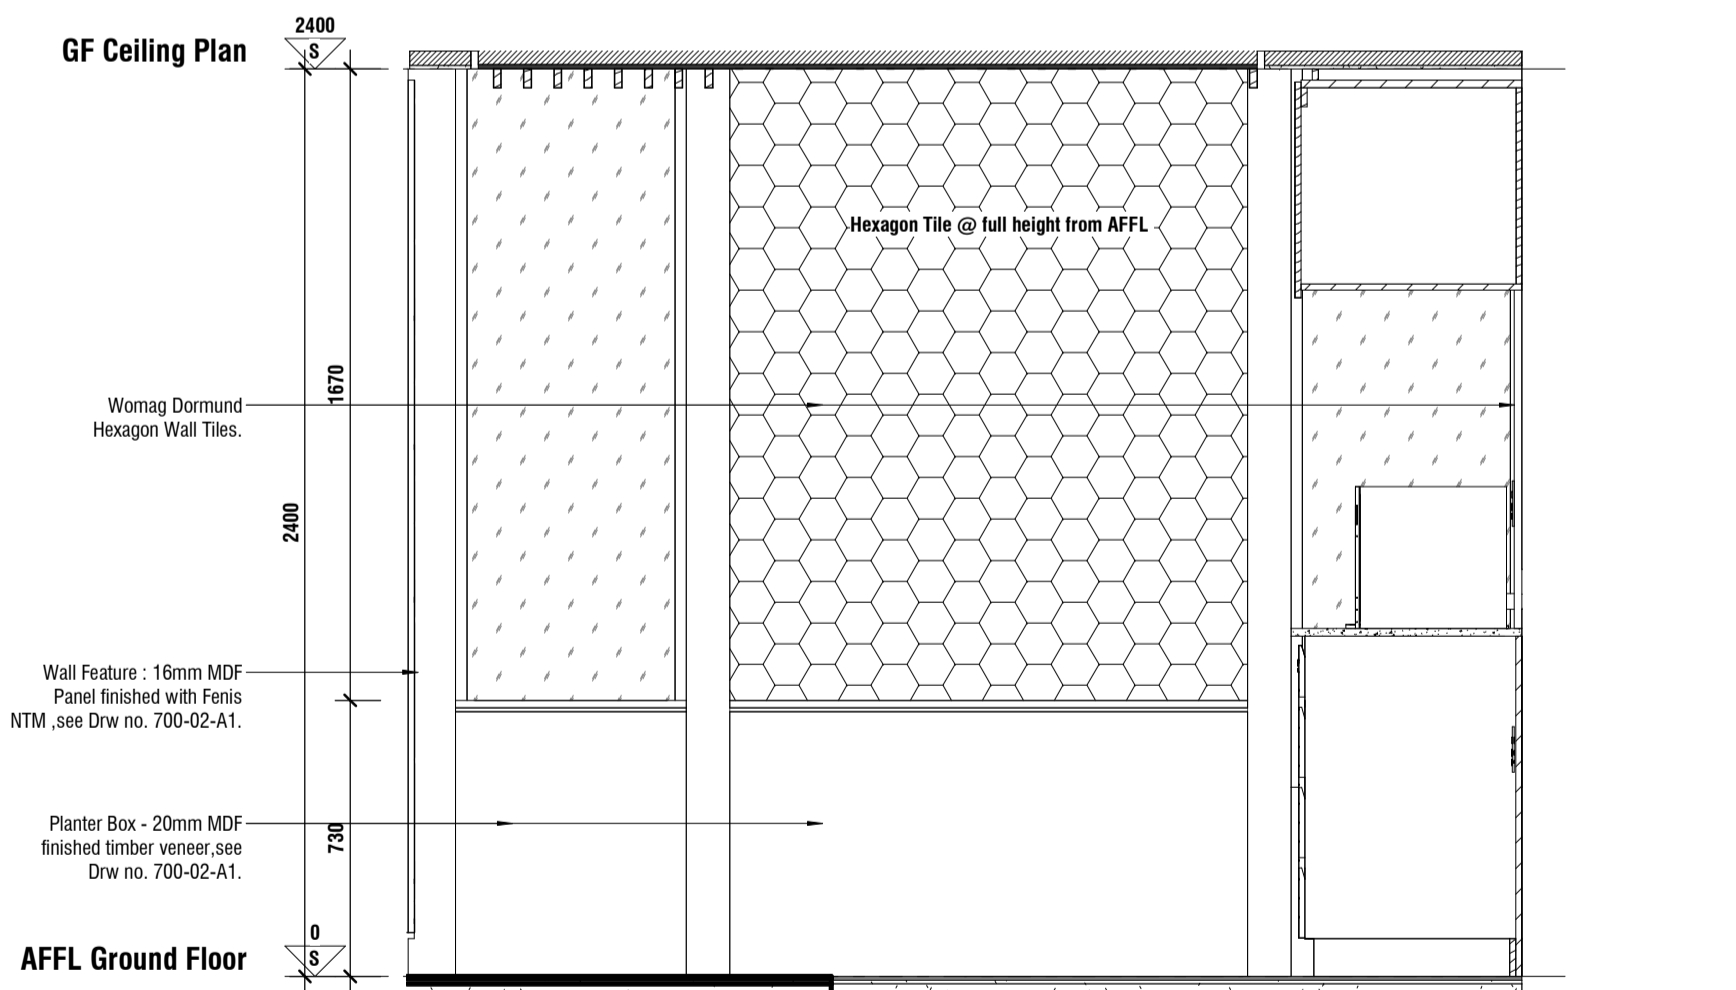 2400
S
GF Ceiling Plan
Hexagon Tile @ full height from AFFL
1670
Womag Dormund
Hexagon Wall Tiles.
2400
Wall Feature : 16mm MDF
Panel finished with Fenis
NTM ,see Drw no. 700-02-A1.
730
Planter Box - 20mm MDF
finished timber veneer,see
Drw no. 700-02-A1.
0
S
AFFL Ground Floor